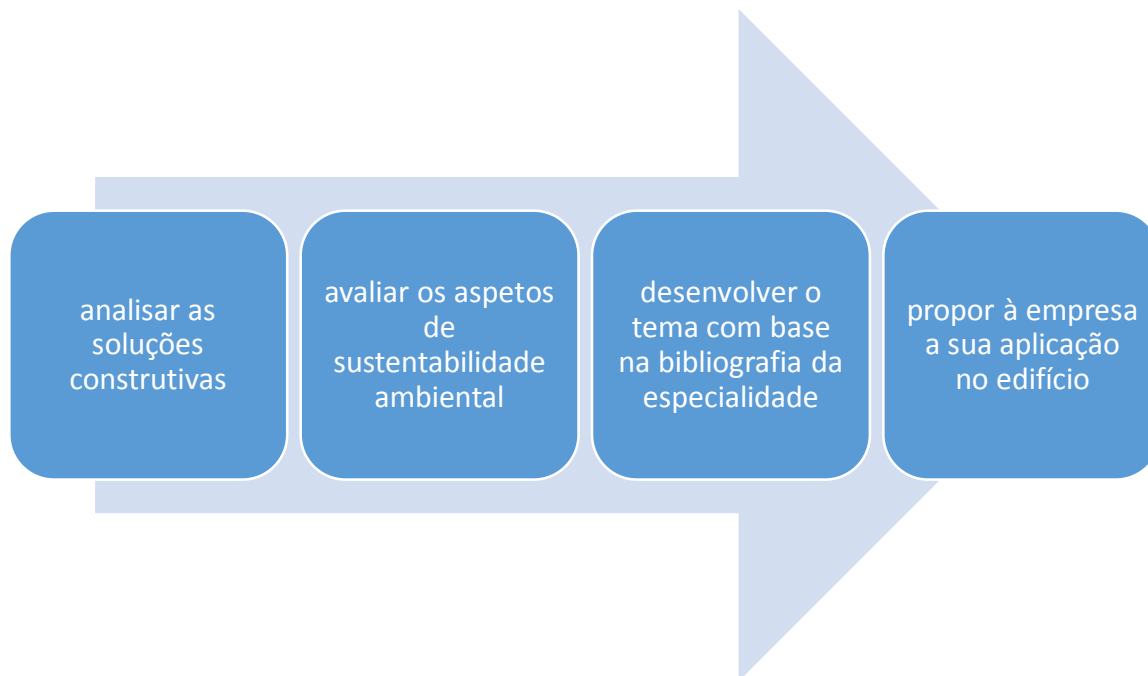 analisar as
soluções
construtivas
avaliar os aspetos
de
sustentabilidade
ambiental
desenvolver o
tema com base
na bibliografia da
especialidade
propor à empresa
a sua aplicação
no edifício